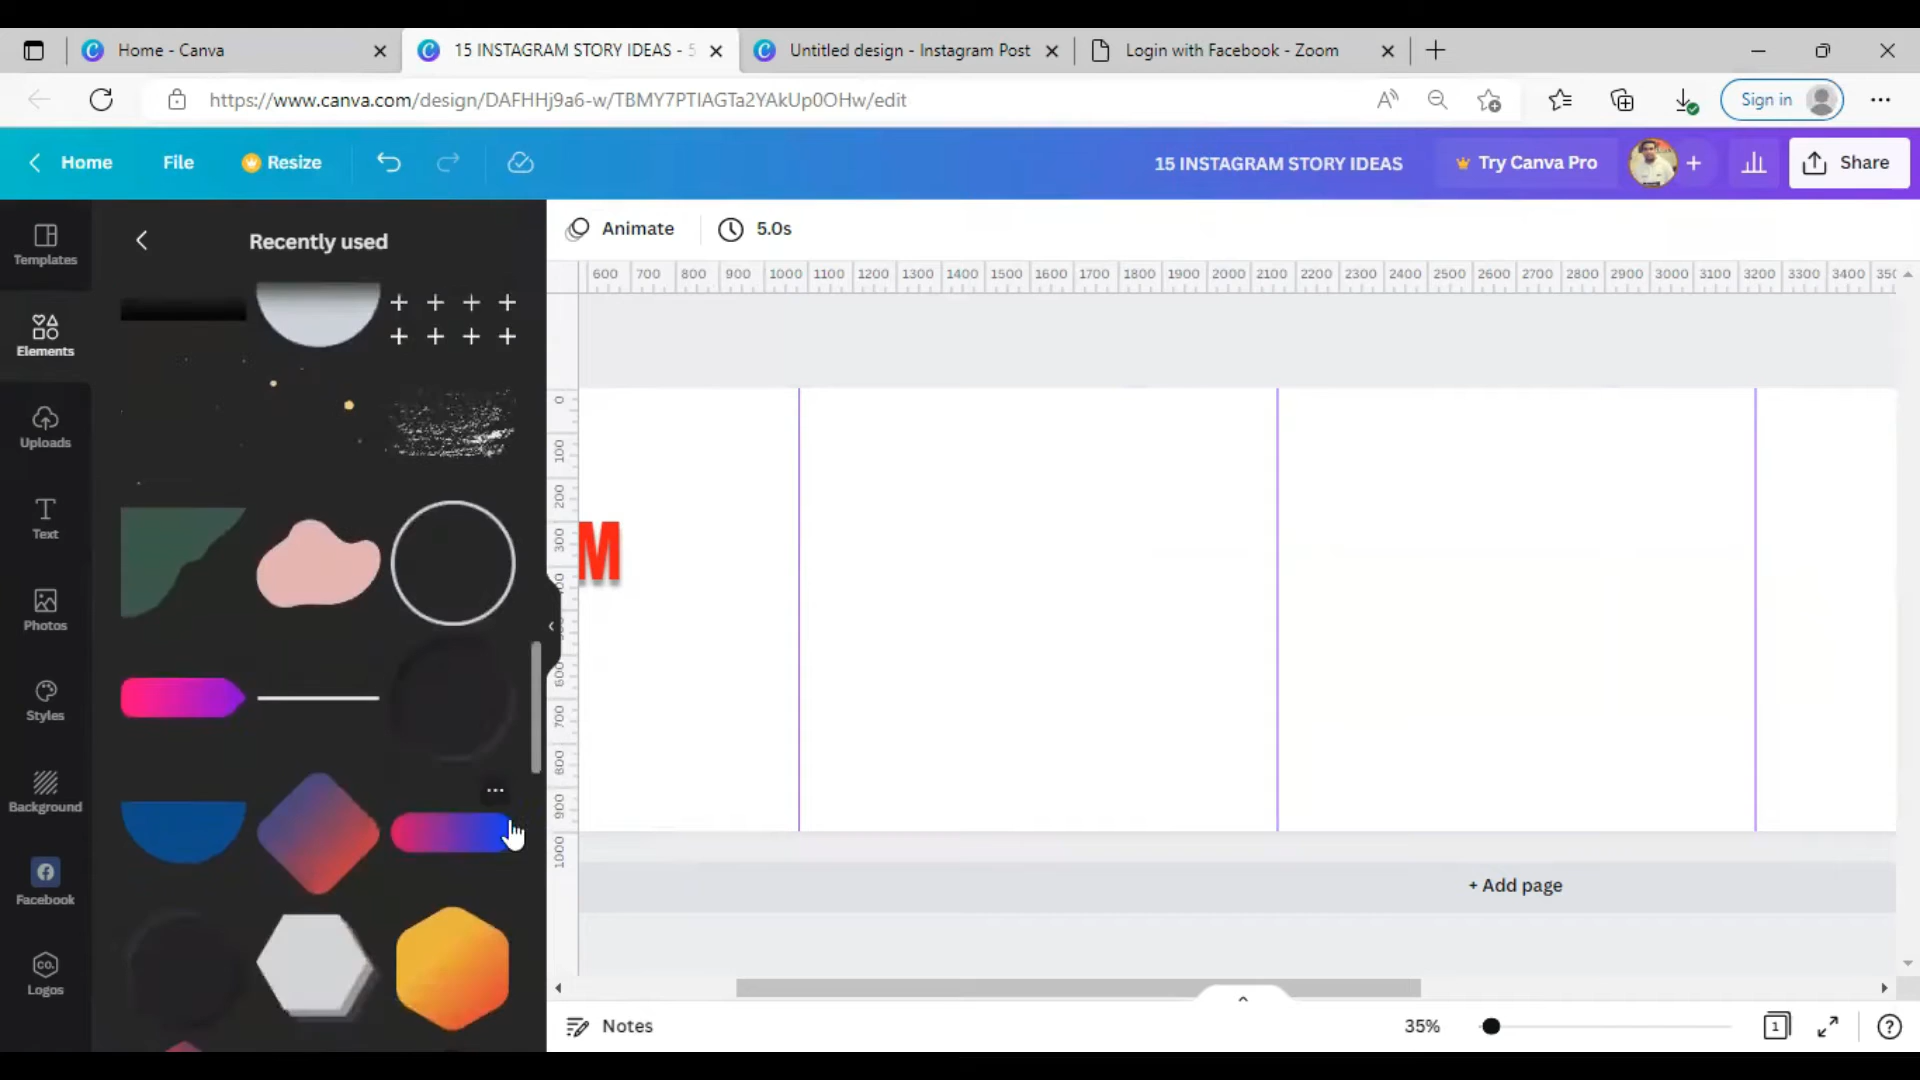 Home - Canva
15 INSTAGRAM STORY IDEAS - 5
Untitled design - Instagram Post
Login with Facebook - Zoom
https://www.canva.com/design/DAFHHj9a6-w/TBMY7PTIAGTa2YAkUp0OHw/edit
Sign in
Home
File
Resize
15 INSTAGRAM STORY IDEAS
Try Canva Pro
Share
Templates
Elements
Uploads
Text
Photos
Styles
Background
Facebook
CO.
Logos
Recently used
Animate
5.0s
600 700 800 900 1000 1100 1200 1300 1400 1500 1600 1700 1800 1900 2000 2100 2200 2300 2400 2500 2600 2700 2800 2900 3000 3100 3200 3300 3400
0
100
200
300
600
700
800
900
1000
M
+ Add page
Notes
35%
1